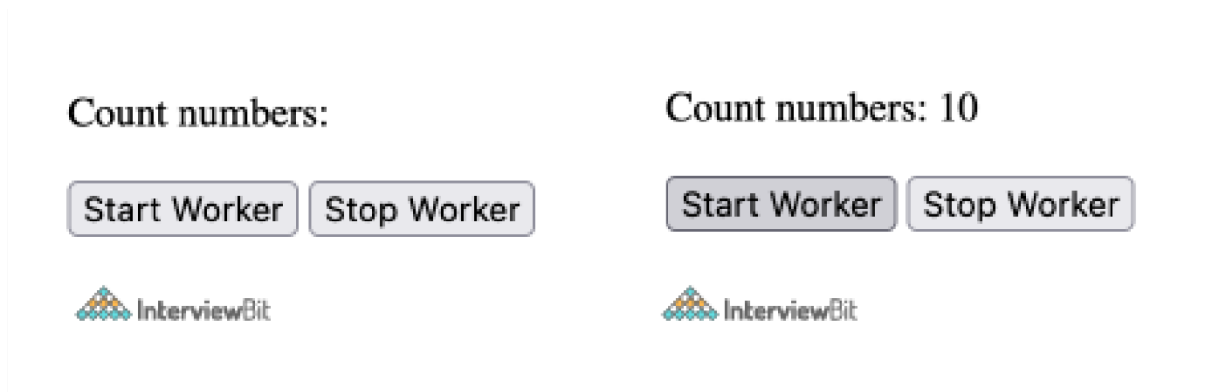 Count numbers:
Start Worker Stop Worker
InterviewBit
Count numbers: 10
Start Worker Stop Worker
InterviewBit